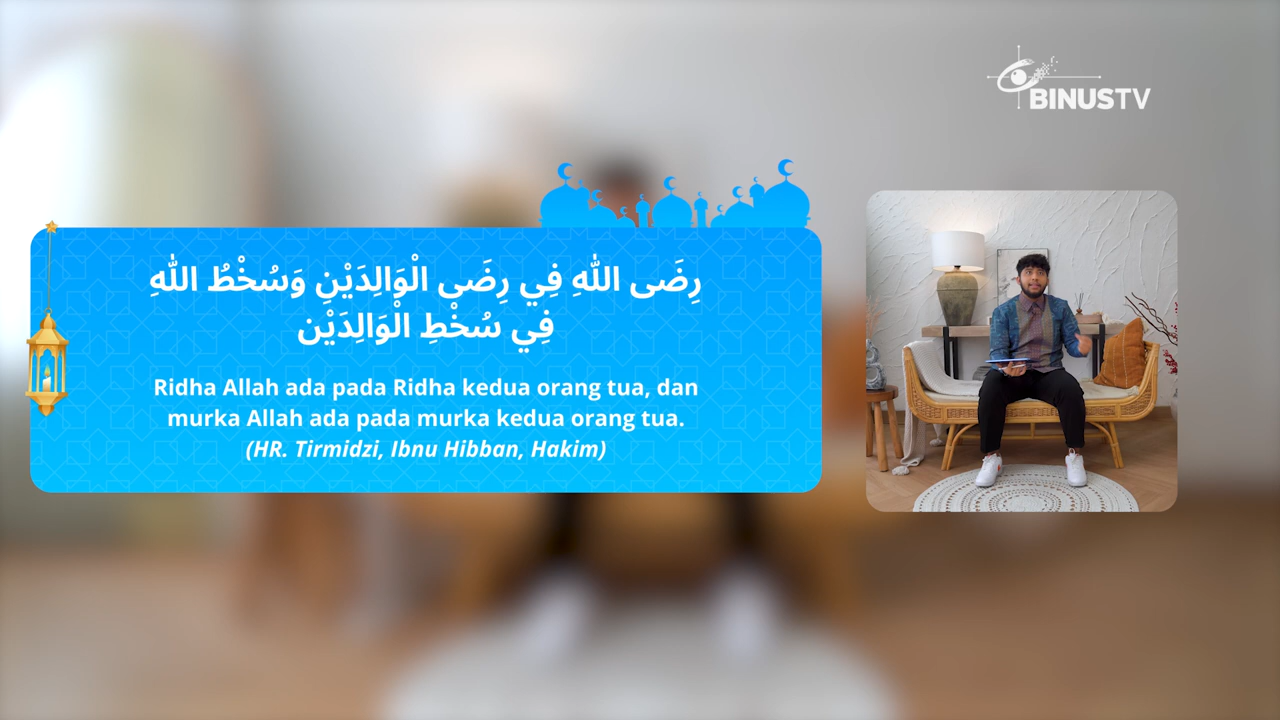 BINUSTV
رِضَى اللّٰهِ فِي رِضَى الْوَالِدَيْنِ وَسُخْطُ اللّٰهِ
فِي سُخْطِ الْوَالِدَيْن
Ridha Allah ada pada Ridha kedua orang tua, dan
murka Allah ada pada murka kedua orang tua.
(HR. Tirmidzi, Ibnu Hibban, Hakim)